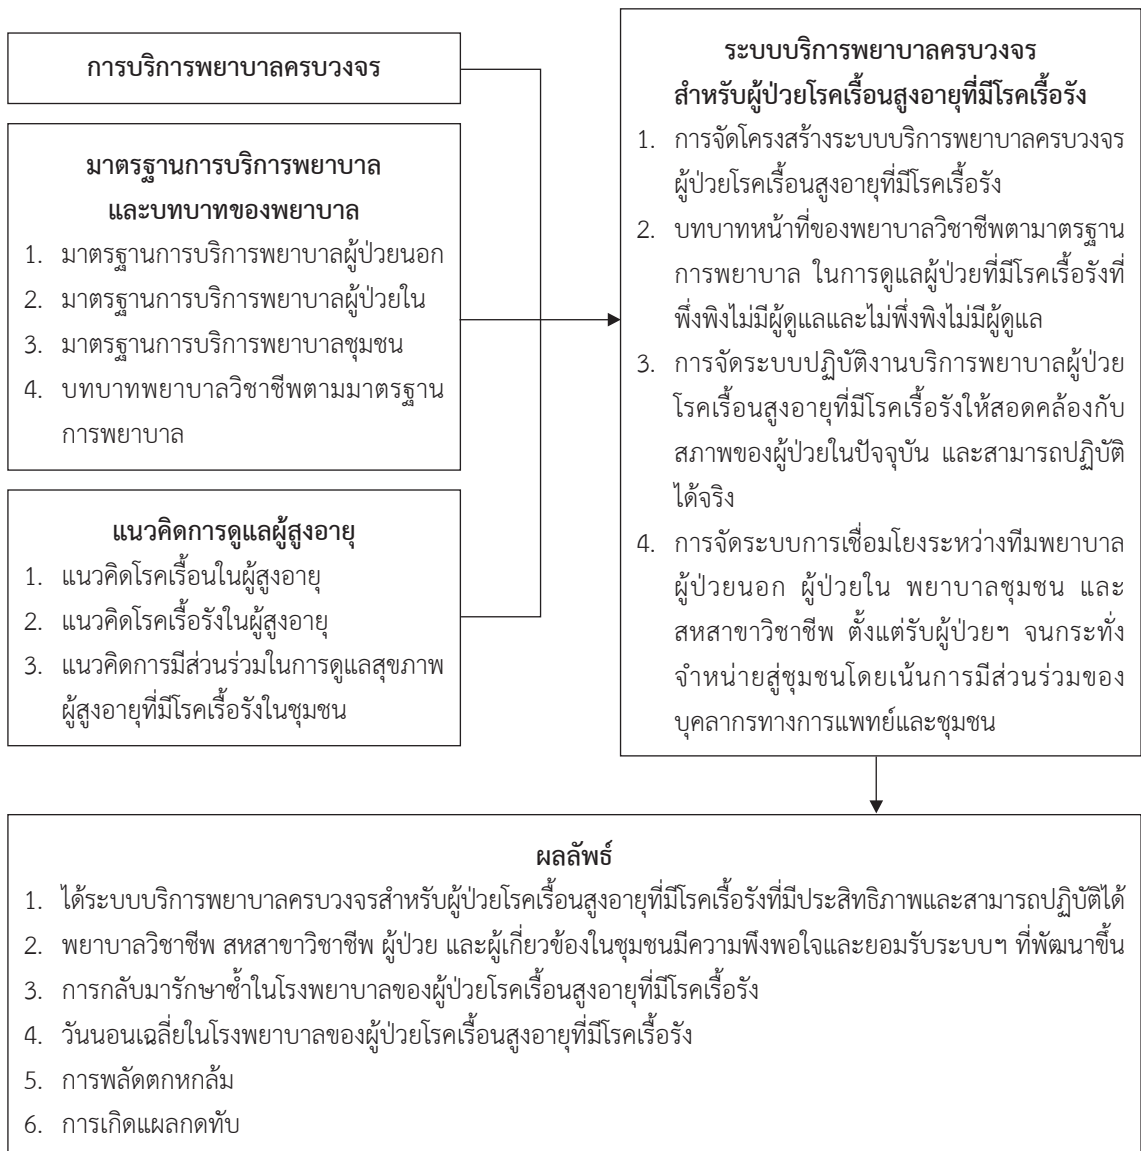 การบริการพยาบาลครบวงจร
มาตรฐานการบริการพยาบาล
และบทบาทของพยาบาล
1. มาตรฐานการบริการพยาบาลผู้ป่วยนอก
2. มาตรฐานการบริการพยาบาลผู้ป่วยใน
3. มาตรฐานการบริการพยาบาลชุมชน
4. บทบาทพยาบาลวิชาชีพตามมาตรฐาน
การพยาบาล
แนวคิดการดูแลผู้สูงอายุ
1. แนวคิดโรคเรื้อนในผู้สูงอายุ
2. แนวคิดโรคเรื้อรังในผู้สูงอายุ
3. แนวคิดการมีส่วนร่วมในการดูแลสุขภาพ
ผู้สูงอายุที่มีโรคเรื้อรังในชุมชน
ระบบบริการพยาบาลครบวงจร
สำหรับผู้ป่วยโรคเรื้อนสูงอายุที่มีโรคเรื้อรัง
1. การจัดโครงสร้างระบบบริการพยาบาลครบวงจร
ผู้ป่วยโรคเรื้อนสูงอายุที่มีโรคเรื้อรัง
2. บทบาทหน้าที่ของพยาบาลวิชาชีพตามาตรฐาน
การพยาบาล ในการดูแลผู้ป่วยที่มีโรคเรื้อรังที่
พึ่งพิงไม่มีผู้ดูแลและไม่พึ่งพิงไม่มีผู้ดูแล
3. การจัดระบบปฏิบัติงานบริการพยาบาลผู้ป่วย
โรคเรื้อนสูงอายุที่มีโรคเรื้อรังให้สอดคล้องกับ
สภาพของผู้ป่วยในปัจจุบัน และสามารถปฏิบัติ
ได้จริง
4. การจัดระบบการเชื่อมโยงระหว่างทีมพยาบาล
ผู้ป่วยนอก ผู้ป่วยใน พยาบาลชุมชน และ
สหสาขาวิชาชีพ ตั้งแต่รับผู้ป่วยฯ จนกระทั่ง
จำหน่ายสู่ชุมชนโดยเน้นการมีส่วนร่วมของ
บุคลากรทางการแพทย์และชุมชน
ผลลัพธ์
1. ได้ระบบบริการพยาบาลครบวงจรสำหรับผู้ป่วยโรคเรื้อนสูงอายุที่มีโรคเรื้อรังที่มีประสิทธิภาพและสามารถปฏิบัติได้
2. พยาบาลวิชาชีพ สหสาขาวิชาชีพ ผู้ป่วย และผู้เกี่ยวข้องในชุมชนมีความพึงพอใจและยอมรับระบบฯ ที่พัฒนาขึ้น
3. การกลับมารักษาซ้ำในโรงพยาบาลของผู้ป่วยโรคเรื้อนสูงอายุที่มีโรคเรื้อรัง
4. วันนอนเฉลี่ยในโรงพยาบาลของผู้ป่วยโรคเรื้อนสูงอายุที่มีโรคเรื้อรัง
5. การพลัดตกหกล้ม
6. การเกิดแผลกดทับ